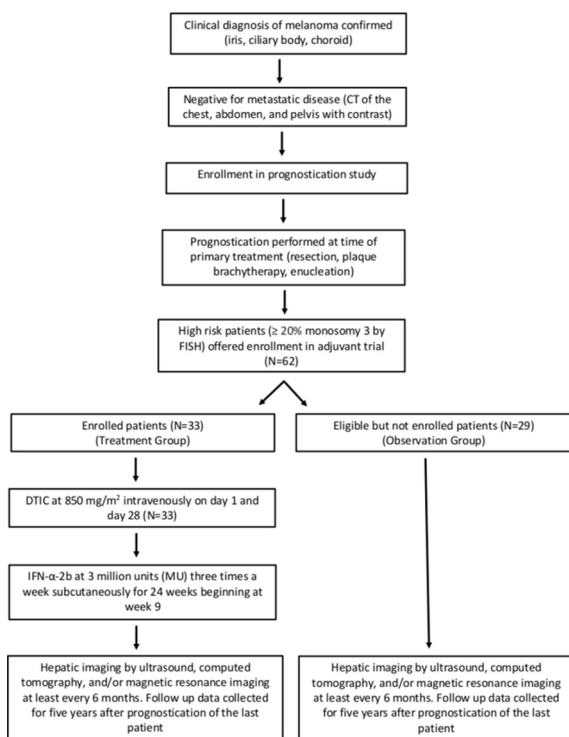 Clinical diagnosis of melanoma confirmed
(iris, ciliary body, choroid)
Negative for metastatic disease (CT of the
chest, abdomen, and pelvis with contrast)
Enrollment in prognostication study
Prognostication performed at time of
primary treatment (resection, plaque
brachytherapy, enucleation)
High risk patients (≥ 20% monosomy 3 by
FISH) offered enrollment in adjuvant trial
(N=62)
Enrolled patients (N=33)
(Treatment Group)
Eligible but not enrolled patients (N=29)
(Observation Group)
DTIC at 850 mg/m² intravenously on day 1 and
day 28 (N=33)
IFN-α-2b at 3 million units (MU) three times a
week subcutaneously for 24 weeks beginning at
week 9
Hepatic imaging by ultrasound, computed
tomography, and/or magnetic resonance imaging
at least every 6 months. Follow up data collected
for five years after prognostication of the last
patient
Hepatic imaging by ultrasound, computed
tomography, and/or magnetic resonance imaging
at least every 6 months. Follow up data collected
for five years after prognostication of the last
patient